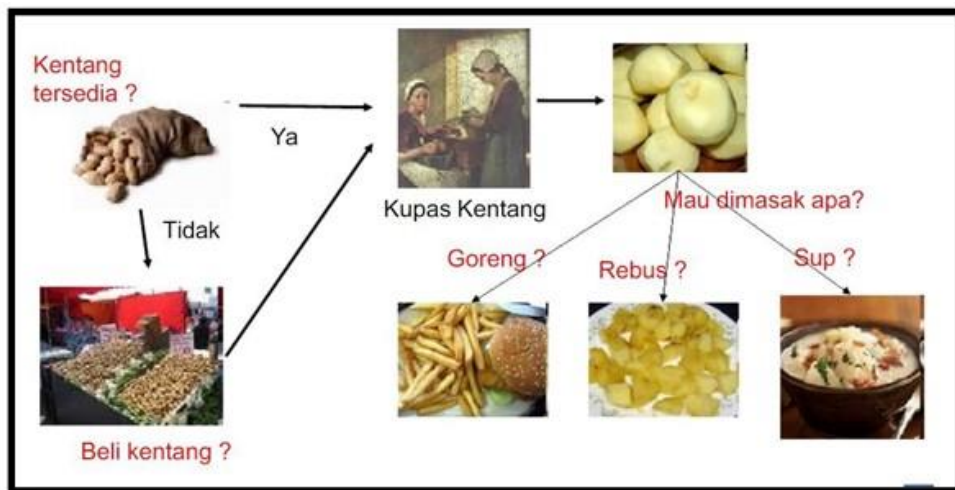 Kentang
tersedia ?
Ya
Tidak
Kupas Kentang
Mau dimasak apa?
Goreng ?
Rebus ?
Sup ?
Beli kentang ?